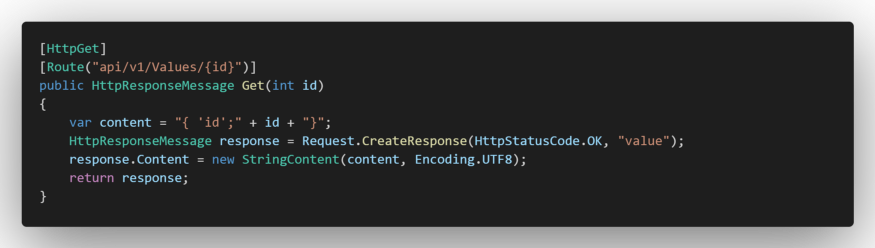 [HttpGet]
[Route("api/v1/Values/{id}")]
public HttpResponseMessage Get(int id)
{
    var content = "{ 'id';" + id + "}";
    HttpResponseMessage response = Request.CreateResponse(HttpStatusCode.OK, "value");
    response.Content = new StringContent(content, Encoding.UTF8);
    return response;
}